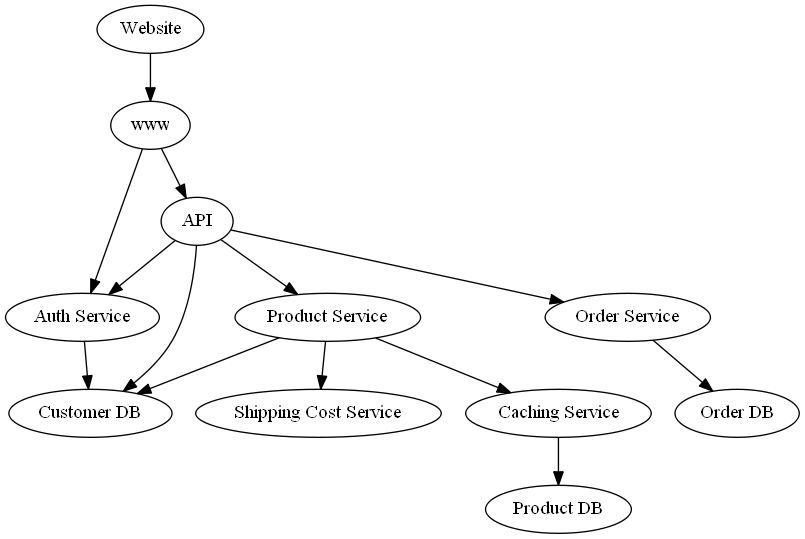 Website
www
API
Auth Service
Product Service
Order Service
Customer DB
Shipping Cost Service
Caching Service
Order DB
Product DB